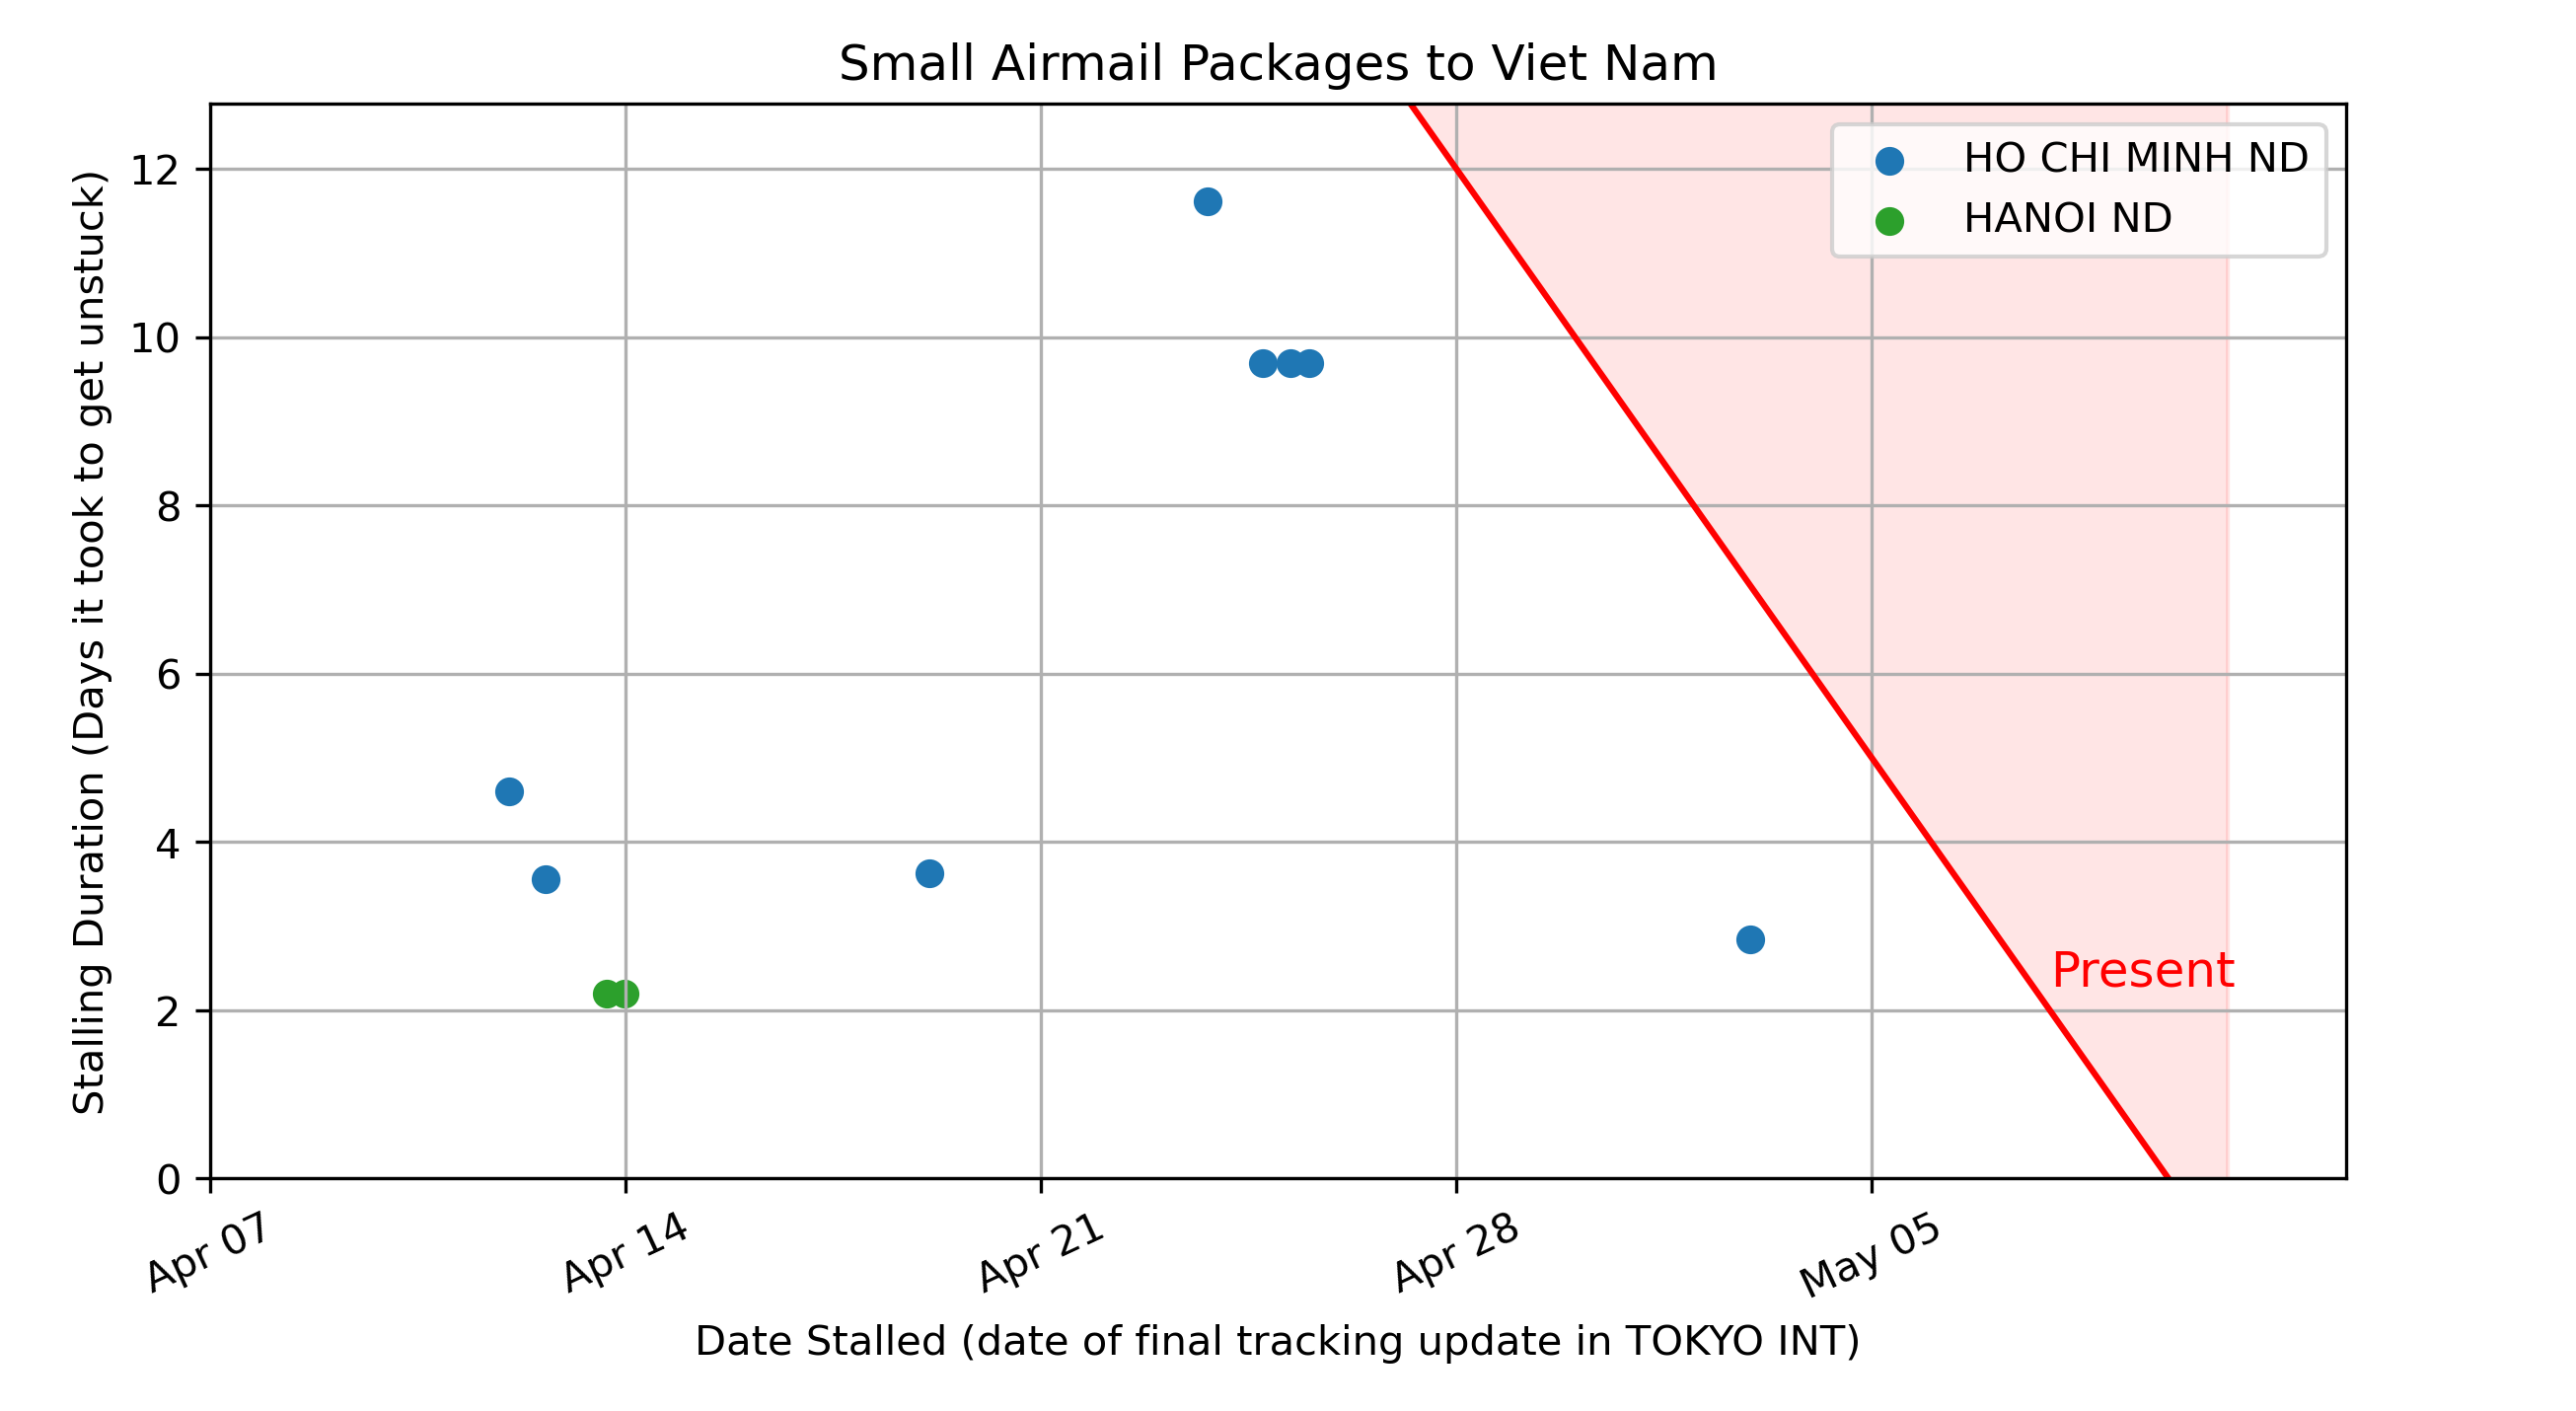 Small Airmail Packages to Viet Nam
HO CHI MINH ND
HANOI ND
Stalling Duration (Days it took to get unstuck)
12
10
8
6
4
2
0
Present
Apr 07
Apr 14
Apr 21
Apr 28
May 05
Date Stalled (date of final tracking update in TOKYO INT)